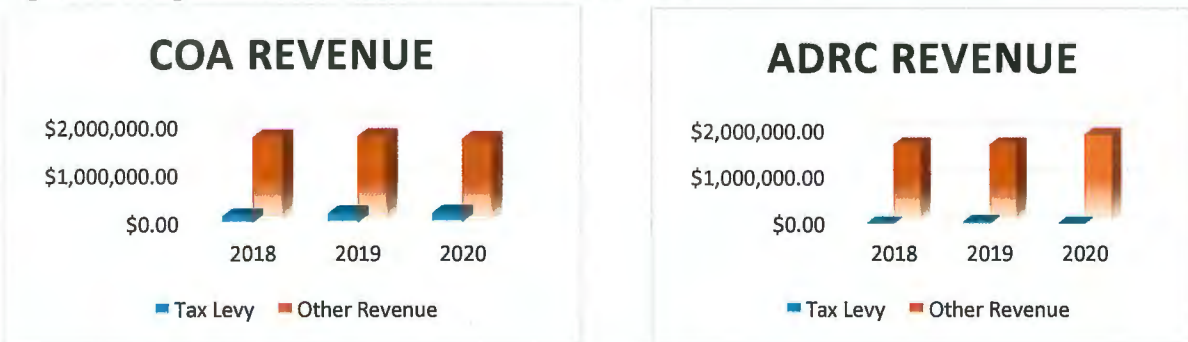 COA REVENUE
$2,000,000.00
$1,000,000.00
$0.00
2018 2019 2020
Tax Levy Other Revenue
ADRC REVENUE
$2,000,000.00
$1,000,000.00
$0.00
2018 2019 2020
Tax Levy Other Revenue